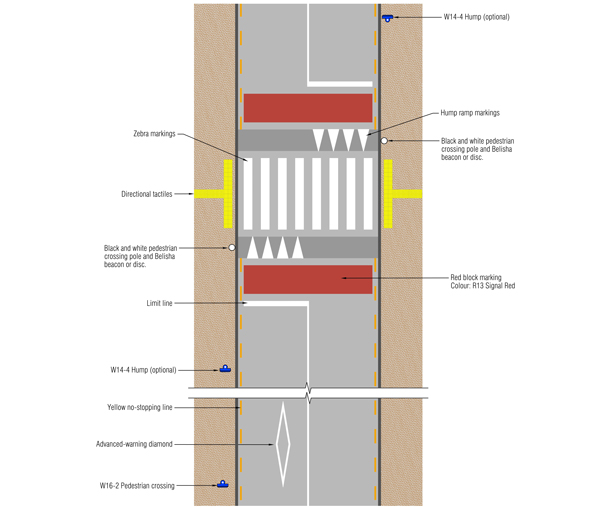 W14-4 Hump (optional)
Hump ramp markings
Zebra markings
Black and white pedestrian
crossing pole and Belisha
beacon or disc.
Directional tactiles
Black and white pedestrian
crossing pole and Belisha
beacon or disc.
Red block marking
Colour: R13 Signal Red
Limit line
W14-4 Hump (optional)
Yellow no-stopping line
Advanced-warning diamond
W16-2 Pedestrian crossing